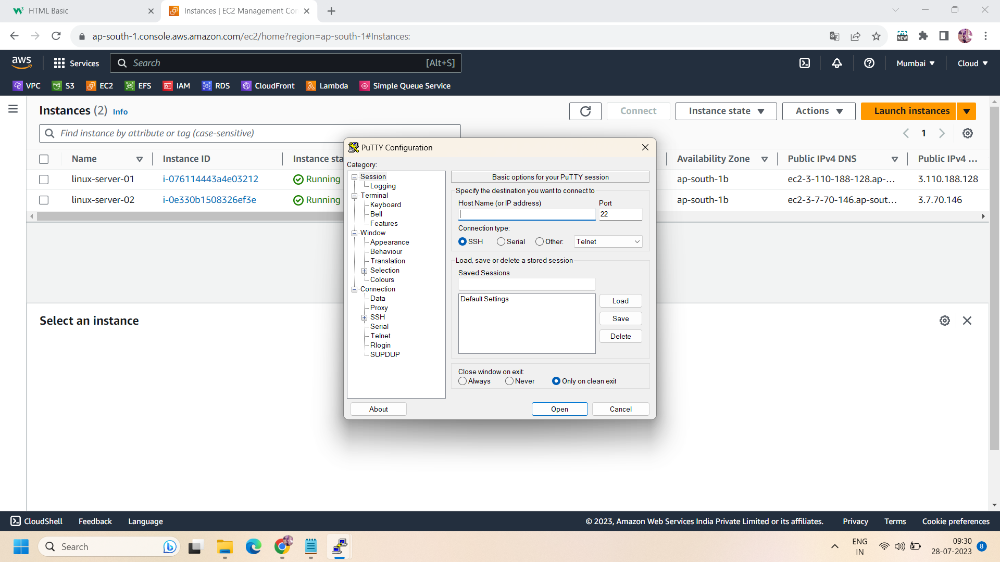 HTML Basic
Instances | EC2 Management Con
ap-south-1.console.aws.amazon.com/ec2/home?region=ap-south-1#Instances:
NEW
aws
Services
Search
[Alt+S]
Mumbai
Cloud
VPC
S3
EC2
EFS
IAM
RDS
CloudFront
Lambda
Simple Queue Service
Instances (2) Info
Connect
Instance state
Actions
Launch instances
Find instance by attribute or tag (case-sensitive)
1
Name
Instance ID
Instance sta
Availability Zone
Public IPv4 DNS
Public IPv4 ...
linux-server-01
i-076114443a4e03212
Running
ap-south-1b
ec2-3-110-188-128.ap-...
3.110.188.128
linux-server-02
i-0e330b1508326ef3e
Running
ap-south-1b
ec2-3-7-70-146.ap-sout...
3.7.70.146
Select an instance
PuTTY Configuration
Category:
Session
Logging
Terminal
Keyboard
Bell
Features
Window
Appearance
Behaviour
Translation
Selection
Colours
Connection
Data
Proxy
SSH
Serial
Telnet
Rlogin
SUPDUP
Basic options for your PuTTY session
Specify the destination you want to connect to
Host Name (or IP address)
Port
22
Connection type:
SSH
Serial
Other:
Telnet
Load, save or delete a stored session
Saved Sessions
Default Settings
Load
Save
Delete
Close window on exit:
Always
Never
Only on clean exit
About
Open
Cancel
CloudShell
Feedback
Language
© 2023, Amazon Web Services India Private Limited or its affiliates.
Privacy
Terms
Cookie preferences
Search
ENG
IN
09:30
28-07-2023
8